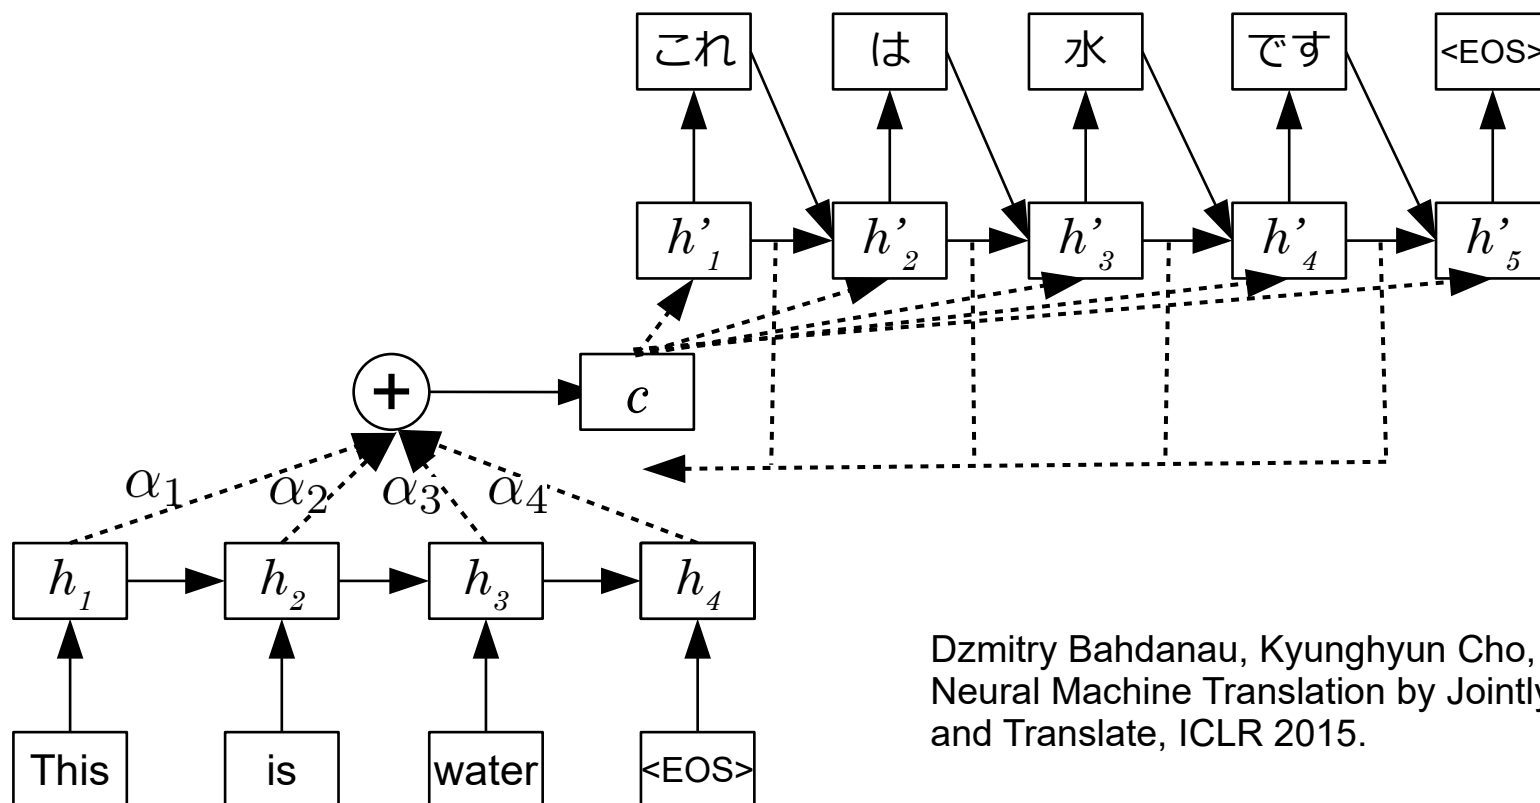 これ は 水 です <EOS>
h’1 h’2 h’3 h’4 h’5
+ c
α1 α2 α3 α4
h1 h2 h3 h4
Dzmitry Bahdanau, Kyunghyun Cho,
Neural Machine Translation by Jointly
and Translate, ICLR 2015.
This is water <EOS>